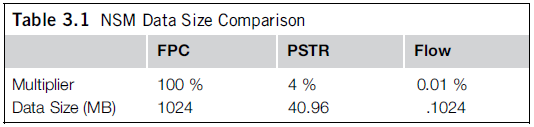 Table 3.1 NSM Data Size Comparison
FPC PSTR Flow
Multiplier 100 % 4 % 0.01 %
Data Size (MB) 1024 40.96 .1024